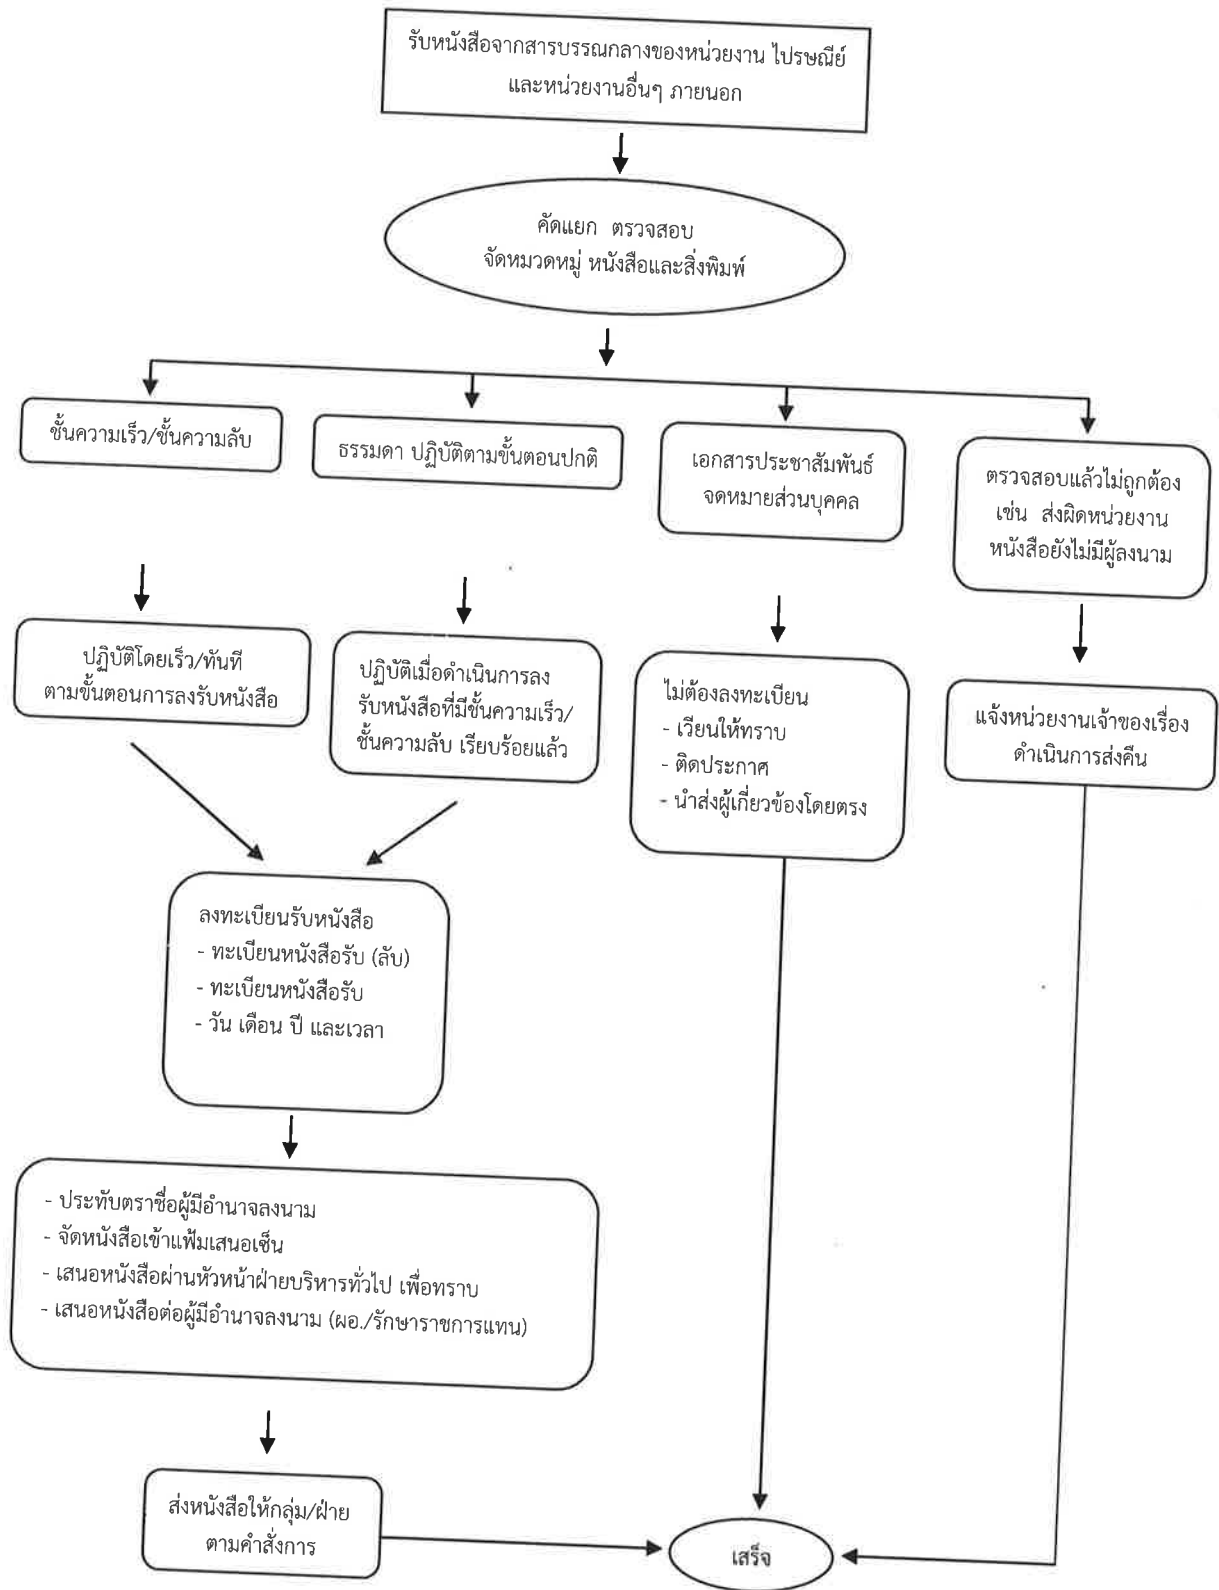 รับหนังสือจากสารบรรณกลางของหน่วยงาน ไปรษณีย์
และหน่วยงานอื่นๆ ภายนอก
คัดแยก ตรวจสอบ
จัดหมวดหมู่ หนังสือและสิ่งพิมพ์
ชั้นความเร็ว/ชั้นความลับ
ธรรมดา ปฏิบัติตามขั้นตอนปกติ
เอกสารประชาสัมพันธ์
จดหมายส่วนบุคคล
ตรวจสอบแล้วไม่ถูกต้อง
เช่น ส่งผิดหน่วยงาน
หนังสือยังไม่มีผู้ลงนาม
ปฏิบัติโดยเร็ว/ทันที
ตามขั้นตอนการลงรับหนังสือ
ปฏิบัติเมื่อดำเนินการลง
รับหนังสือที่มีชั้นความเร็ว/
ชั้นความลับ เรียบร้อยแล้ว
ไม่ต้องลงทะเบียน
- เวียนให้ทราบ
- ติดประกาศ
- นำส่งผู้เกี่ยวข้องโดยตรง
แจ้งหน่วยงานเจ้าของเรื่อง
ดำเนินการส่งคืน
ลงทะเบียนรับหนังสือ
- ทะเบียนหนังสือรับ (ลับ)
- ทะเบียนหนังสือรับ
- วัน เดือน ปี และเวลา
- ประทับตราชื่อผู้มีอำนาจลงนาม
- จัดหนังสือเข้าแฟ้มเสนอเซ็น
- เสนอหนังสือผ่านหัวหน้าฝ่ายบริหารทั่วไป เพื่อทราบ
- เสนอหนังสือต่อผู้มีอำนาจลงนาม (ผอ./รักษาราชการแทน)
ส่งหนังสือให้กลุ่ม/ฝ่าย
ตามคำสั่งการ
เสร็จ